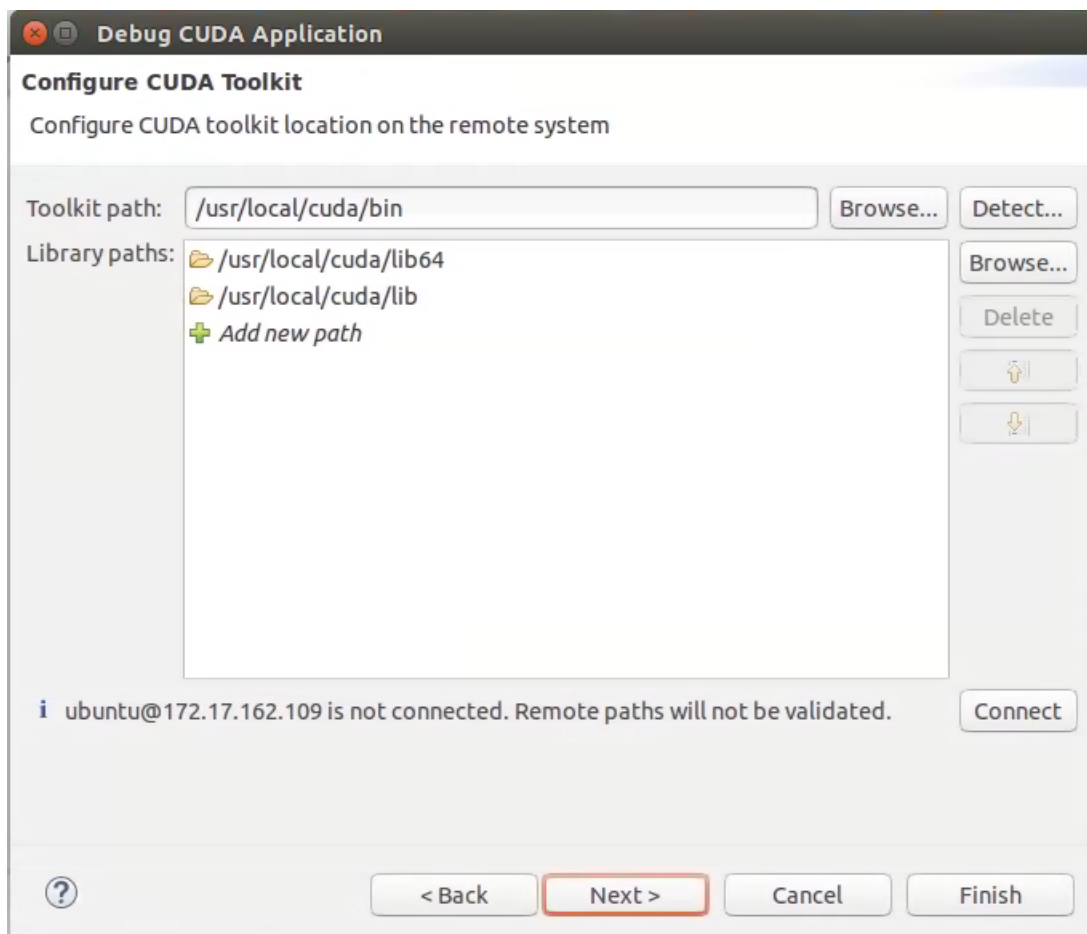 Debug CUDA Application
Configure CUDA Toolkit
Configure CUDA toolkit location on the remote system
Toolkit path: /usr/local/cuda/bin Browse... Detect...
Library paths: /usr/local/cuda/lib64 Browse...
/usr/local/cuda/lib Delete
Add new path
i ubuntu@172.17.162.109 is not connected. Remote paths will not be validated. Connect
? < Back Next > Cancel Finish